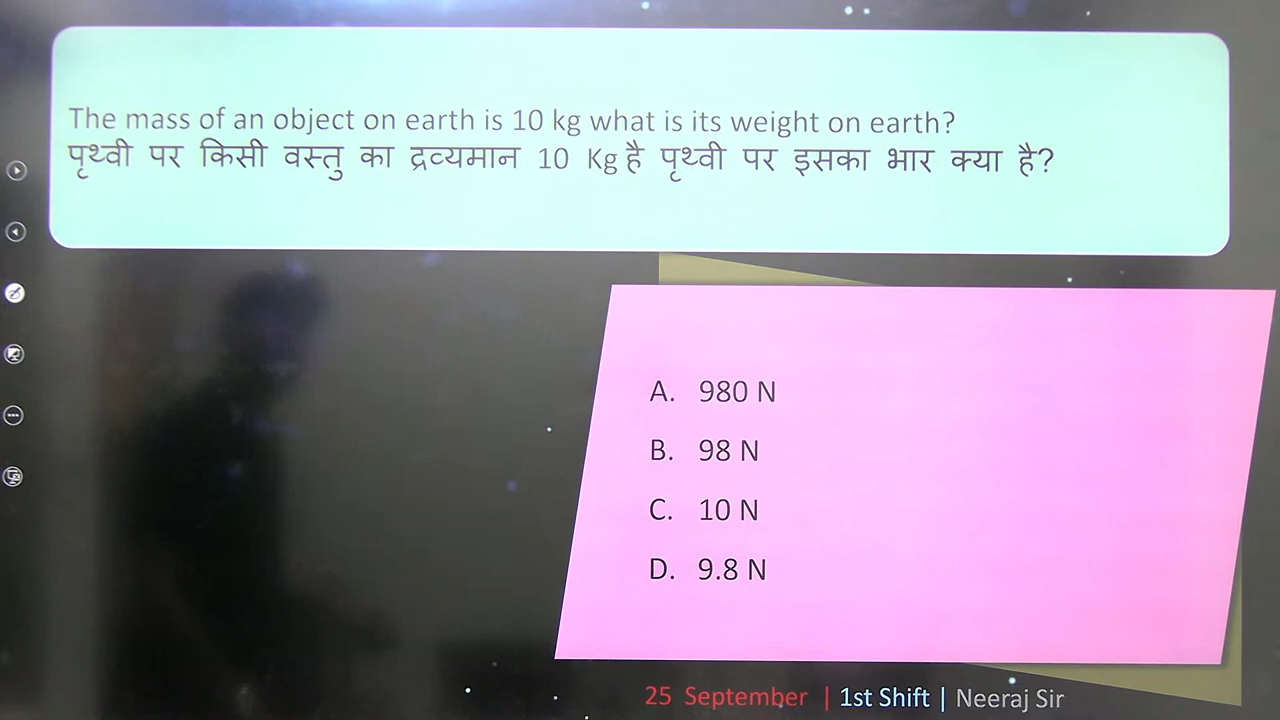 The mass of an object on earth is 10 kg what is its weight on earth?
पृथ्वी पर किसी वस्तु का द्रव्यमान 10 Kg है पृथ्वी पर इसका भार क्या है?
A. 980 N
B. 98 N
C. 10 N
D. 9.8 N
25 September | 1st Shift | Neeraj Sir